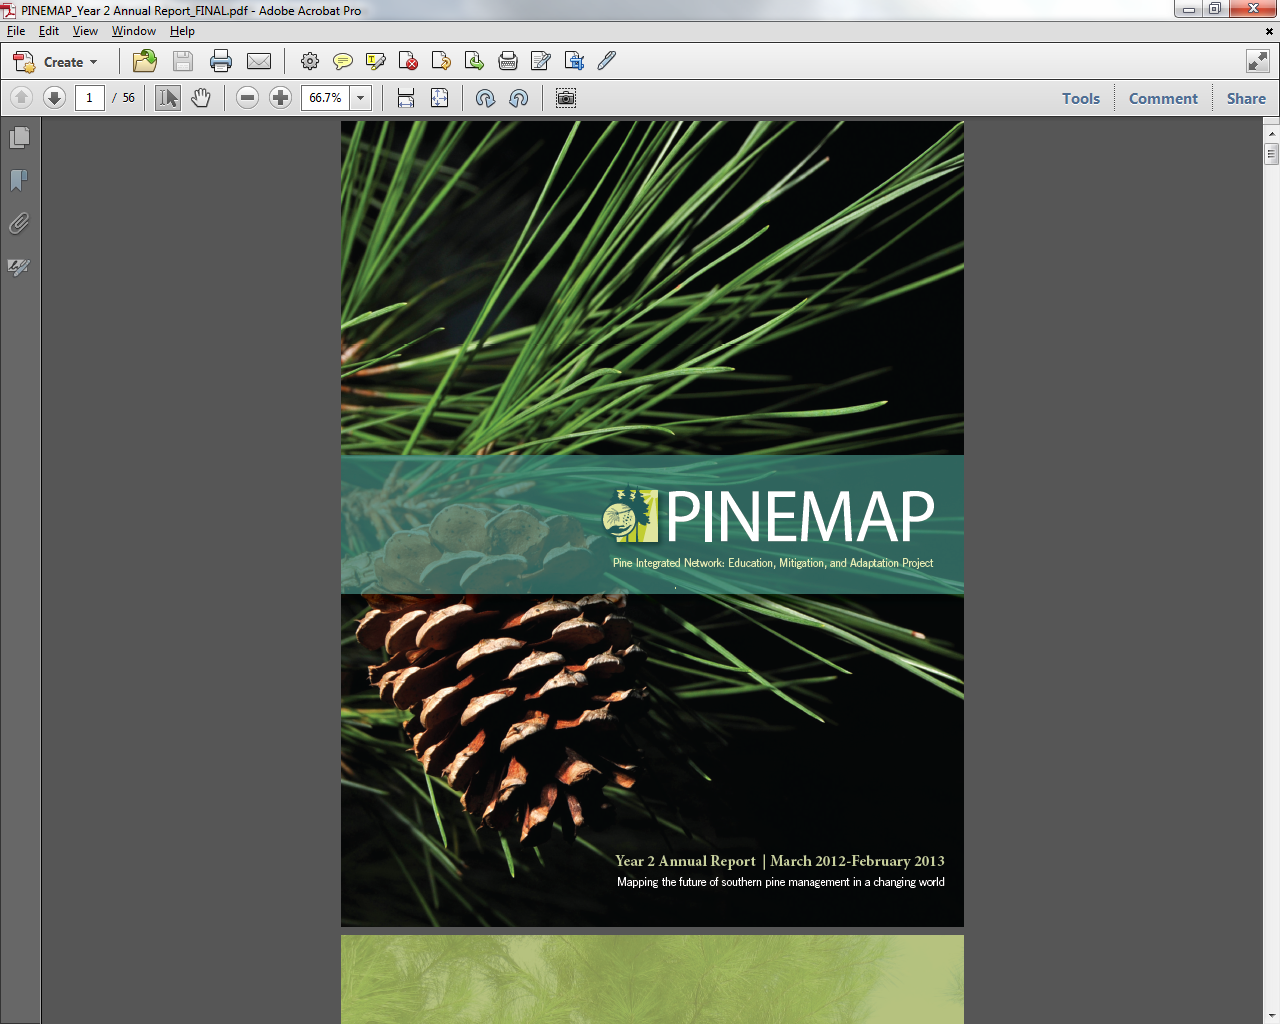 PINEMAP_Year 2 Annual Report_FINAL.pdf - Adobe Acrobat Pro
File Edit View Window Help
Create
1 / 56 66.7% Tools Comment Share
PINEMAP
Pine Integrated Network: Education, Mitigation, and Adaptation Project
Year 2 Annual Report | March 2012-February 2013
Mapping the future of southern pine management in a changing world